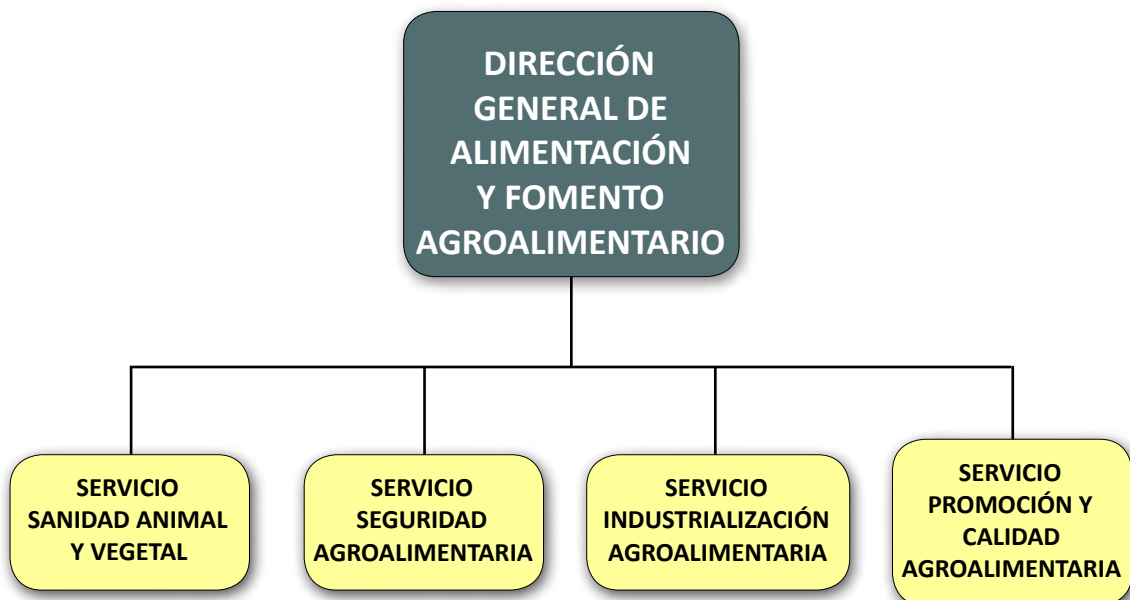 DIRECCIÓN
GENERAL DE
ALIMENTACIÓN
Y FOMENTO
AGROALIMENTARIO
SERVICIO
SANIDAD ANIMAL
Y VEGETAL
SERVICIO
SEGURIDAD
AGROALIMENTARIA
SERVICIO
INDUSTRIALIZACIÓN
AGROALIMENTARIA
SERVICIO
PROMOCIÓN Y
CALIDAD
AGROALIMENTARIA